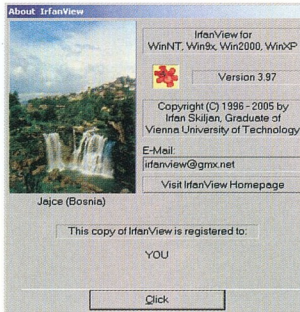 About IrfanView
IrfanView for
WinNT, Win9x, Win2000, WinXP
Version 3.97
Copyright (C) 1996 - 2005 by
Irfan Skiljan, Graduate of
Vienna University of Technology
E-Mail:
irfanview@gmx.net
Visit IrfanView Homepage
Jajce (Bosnia)
This copy of IrfanView is registered to:
YOU
Click